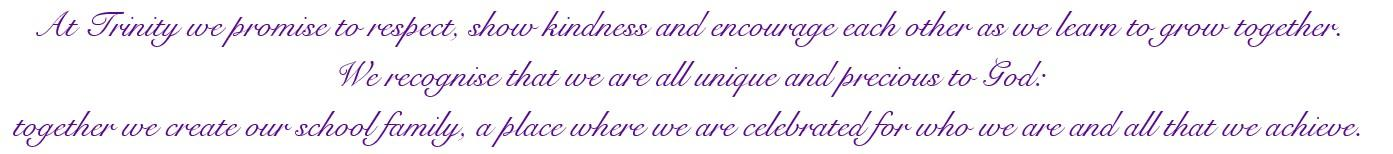 At Trinity we promise to respect, show kindness and encourage each other as we learn to grow together.
We recognise that we are all unique and precious to God:
together we create our school family, a place where we are celebrated for who we are and all that we achieve.